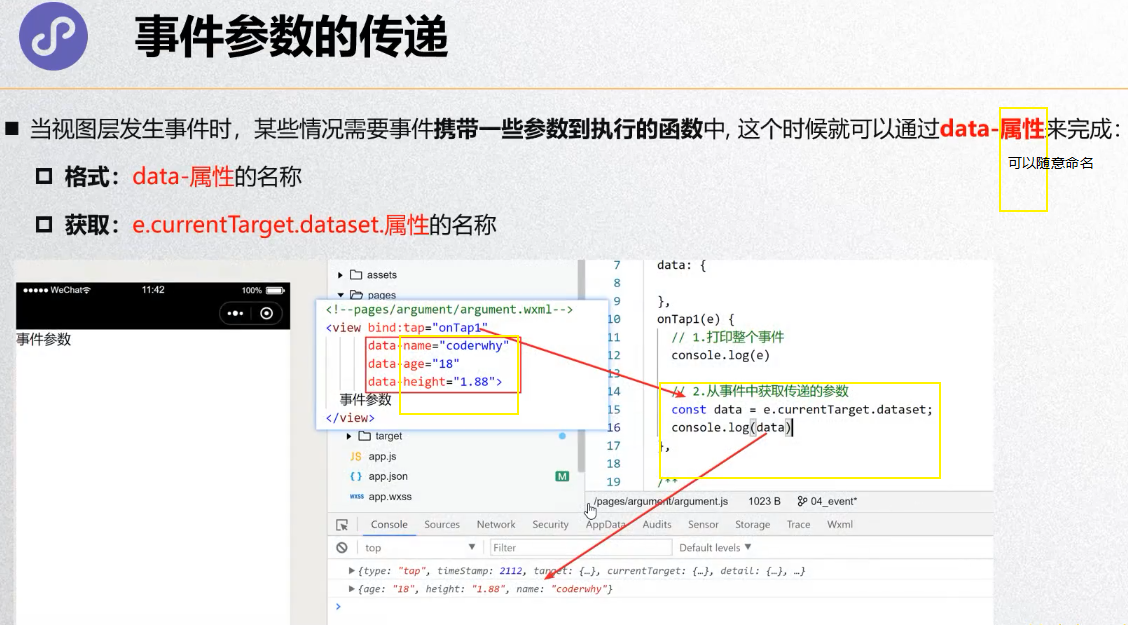 事件参数的传递
当视图层发生事件时，某些情况需要事件携带一些参数到执行的函数中, 这个时候就可以通过data-属性来完成：
可以随意命名
格式：data-属性的名称
获取：e.currentTarget.dataset.属性的名称
WeChat 11:42 100%
事件参数
assets
pages
<!--pages/argument/argument.wxml-->
<view bind:tap="onTap1"
data-name="coderwhy"
data-age="18"
data-height="1.88">
事件参数
</view>
target
JS app.js
{} app.json M
wxss app.wxss
7 data: {
8
9 },
10 onTap1(e) {
11 // 1.打印整个事件
12 console.log(e)
13
14 // 2.从事件中获取传递的参数
15 const data = e.currentTarget.dataset;
16 console.log(data)
17 },
18
19 /**
/pages/argument/argument.js 1023 B 04_event*
Console Sources Network Security AppData Audits Sensor Storage Trace Wxml
top Filter Default levels
{type: "tap", timeStamp: 2112, target: {…}, currentTarget: {…}, detail: {…}, …}
{age: "18", height: "1.88", name: "coderwhy"}
>